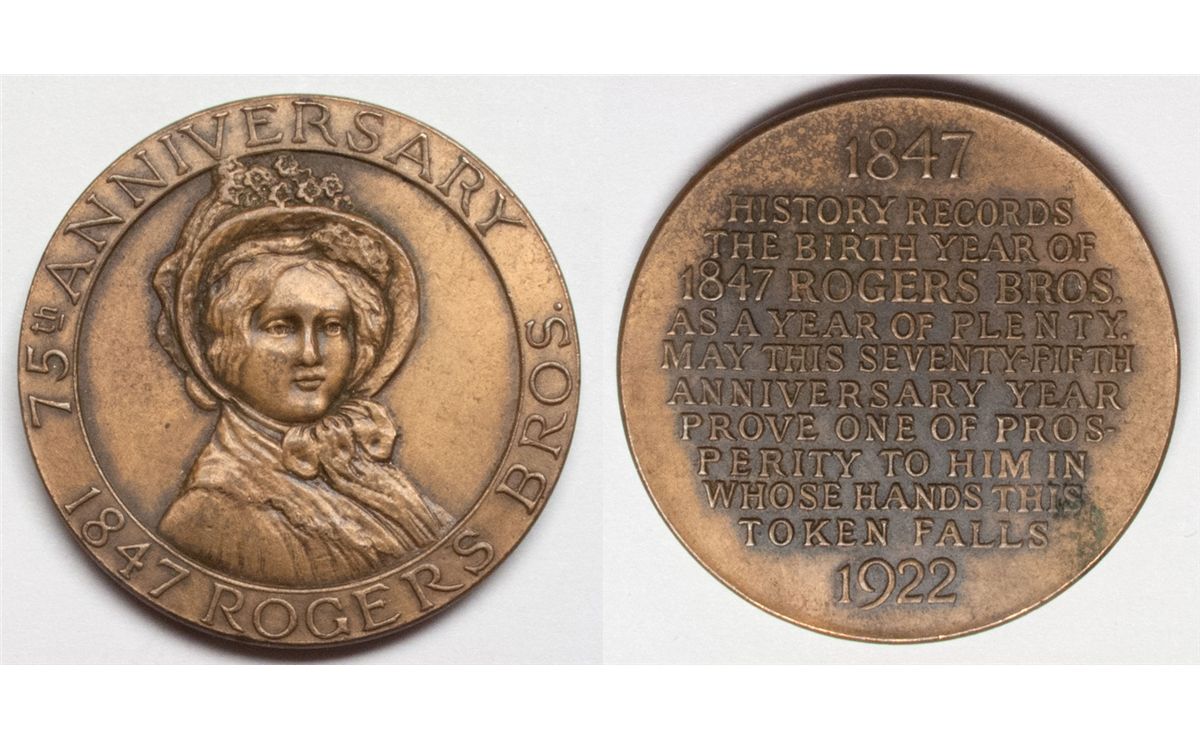 75th ANNIVERSARY
1847 ROGERS BROS.
1847
HISTORY RECORDS
THE BIRTH YEAR OF
1847 ROGERS BROS.
AS A YEAR OF PLENTY.
MAY THIS SEVENTY-FIFTH
ANNIVERSARY YEAR
PROVE ONE OF PROS-
PERITY TO HIM IN
WHOSE HANDS THIS
TOKEN FALLS
1922